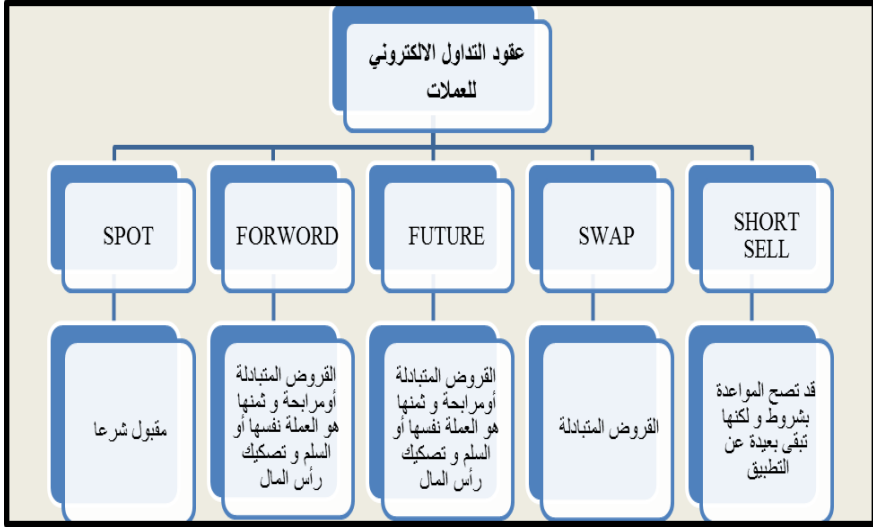 عقود التداول الالكتروني
للعملات
SPOT
FORWORD
FUTURE
SWAP
SHORT
SELL
مقبول شرعا
القروض المتبادلة
أومرابحة و ثمنها
هو العملة نفسها أو
السلم و تصكيك
رأس المال
القروض المتبادلة
أومرابحة و ثمنها
هو العملة نفسها أو
السلم و تصكيك
رأس المال
القروض المتبادلة
قد تصح المواعدة
بشروط و لكنها
تبقى بعيدة عن
التطبيق